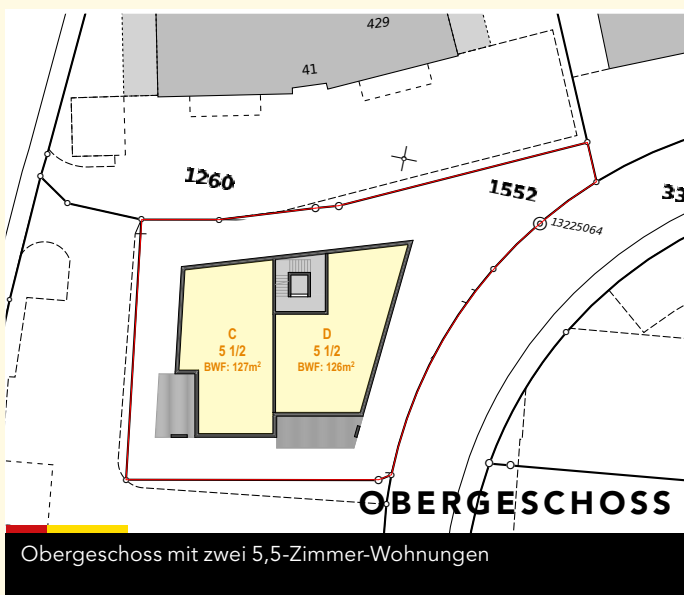 429
41
1260
1552
33
13225064
C
5 1/2
BWF: 127m²
D
5 1/2
BWF: 126m²
OBERGESCHOSS
Obergeschoss mit zwei 5,5-Zimmer-Wohnungen